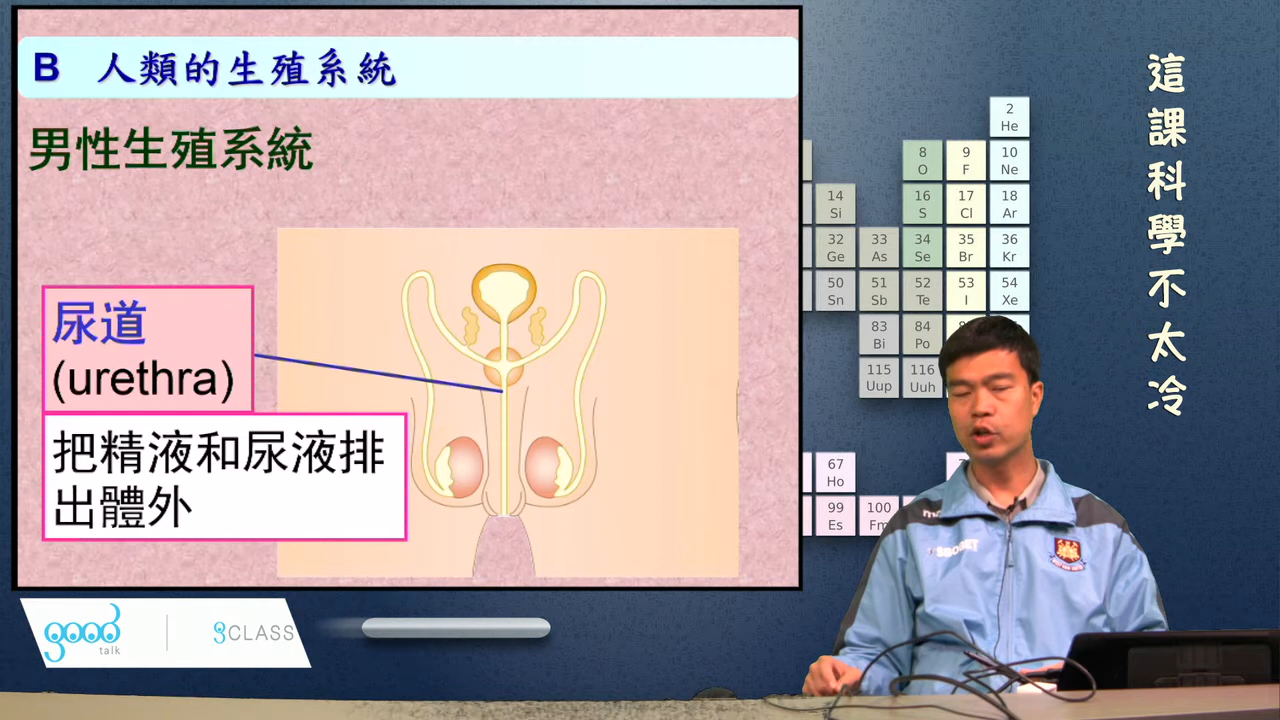 B 人類的生殖系統
男性生殖系統
尿道
(urethra)
把精液和尿液排
出體外
這課科學不太冷
2
He
8
O
9
F
10
Ne
14
Si
16
S
17
Cl
18
Ar
32
Ge
33
As
34
Se
35
Br
36
Kr
50
Sn
51
Sb
52
Te
53
I
54
Xe
83
Bi
84
Po
115
Uup
116
Uuh
67
Ho
99
Es
100
Fm
good
talk
CLASS